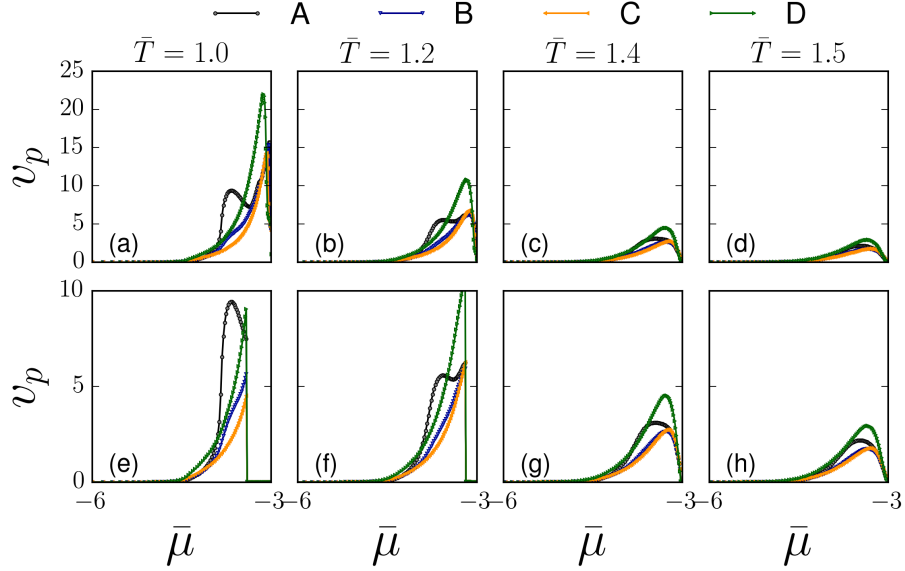 A B C D
T̄ = 1.0 T̄ = 1.2 T̄ = 1.4 T̄ = 1.5
25
20
15
10
5
0
v_p
(a) (b) (c) (d)
10
5
0
v_p
(e) (f) (g) (h)
−6 −3 −6 −3 −6 −3 −6 −3
μ̄ μ̄ μ̄ μ̄